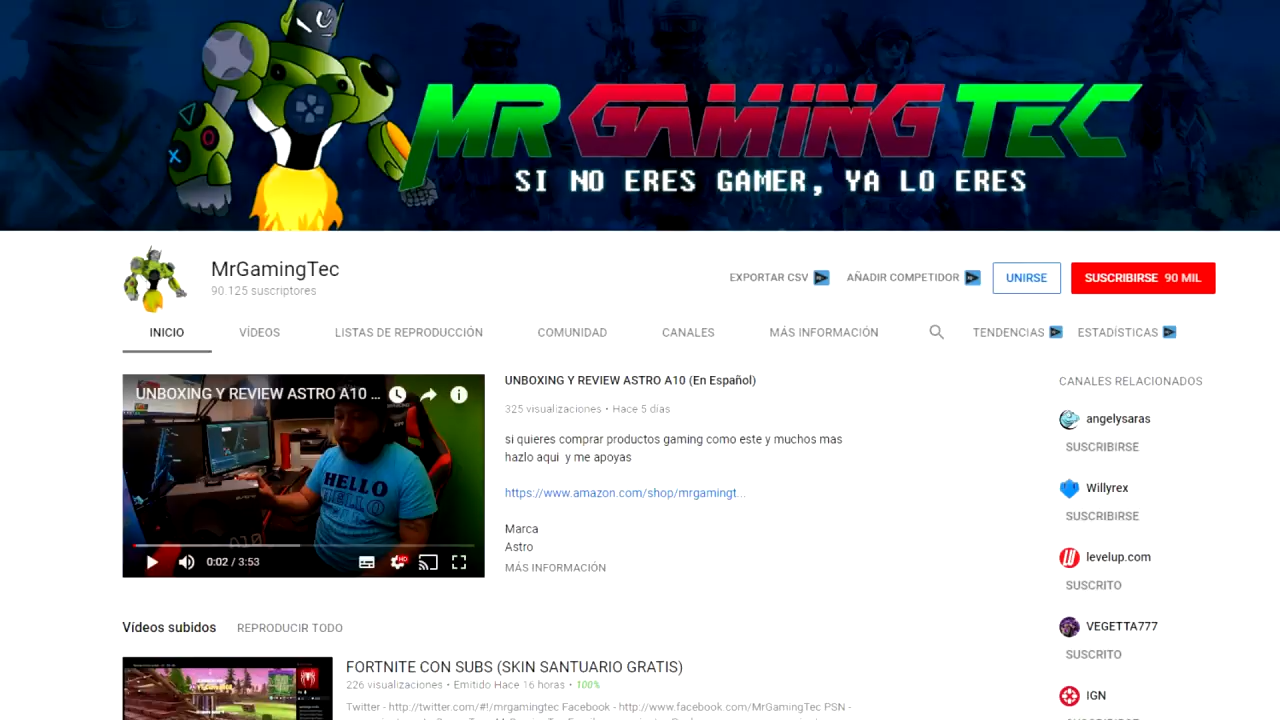 MR GAMING TEC
SI NO ERES GAMER, YA LO ERES
MrGamingTec
90.125 suscriptores
EXPORTAR CSV
AÑADIR COMPETIDOR
UNIRSE
SUSCRIBIRSE 90 MIL
INICIO
VÍDEOS
LISTAS DE REPRODUCCIÓN
COMUNIDAD
CANALES
MÁS INFORMACIÓN
TENDENCIAS
ESTADÍSTICAS
UNBOXING Y REVIEW ASTRO A10 ...
HELLO
HELLO
HELLO
A10
HD
0:02 / 3:53
UNBOXING Y REVIEW ASTRO A10 (En Español)
325 visualizaciones • Hace 5 días
si quieres comprar productos gaming como este y muchos mas
hazlo aqui y me apoyas
https://www.amazon.com/shop/mrgamingt...
Marca
Astro
MÁS INFORMACIÓN
CANALES RELACIONADOS
angelysaras
SUSCRIBIRSE
Willyrex
SUSCRIBIRSE
levelup.com
SUSCRITO
VEGETTA777
SUSCRITO
IGN
Vídeos subidos
REPRODUCIR TODO
FORTNITE CON SUBS (SKIN SANTUARIO GRATIS)
226 visualizaciones • Emitido Hace 16 horas • 100%
Twitter - http://twitter.com/#!/mrgamingtec Facebook - http://www.facebook.com/MrGamingTec PSN -